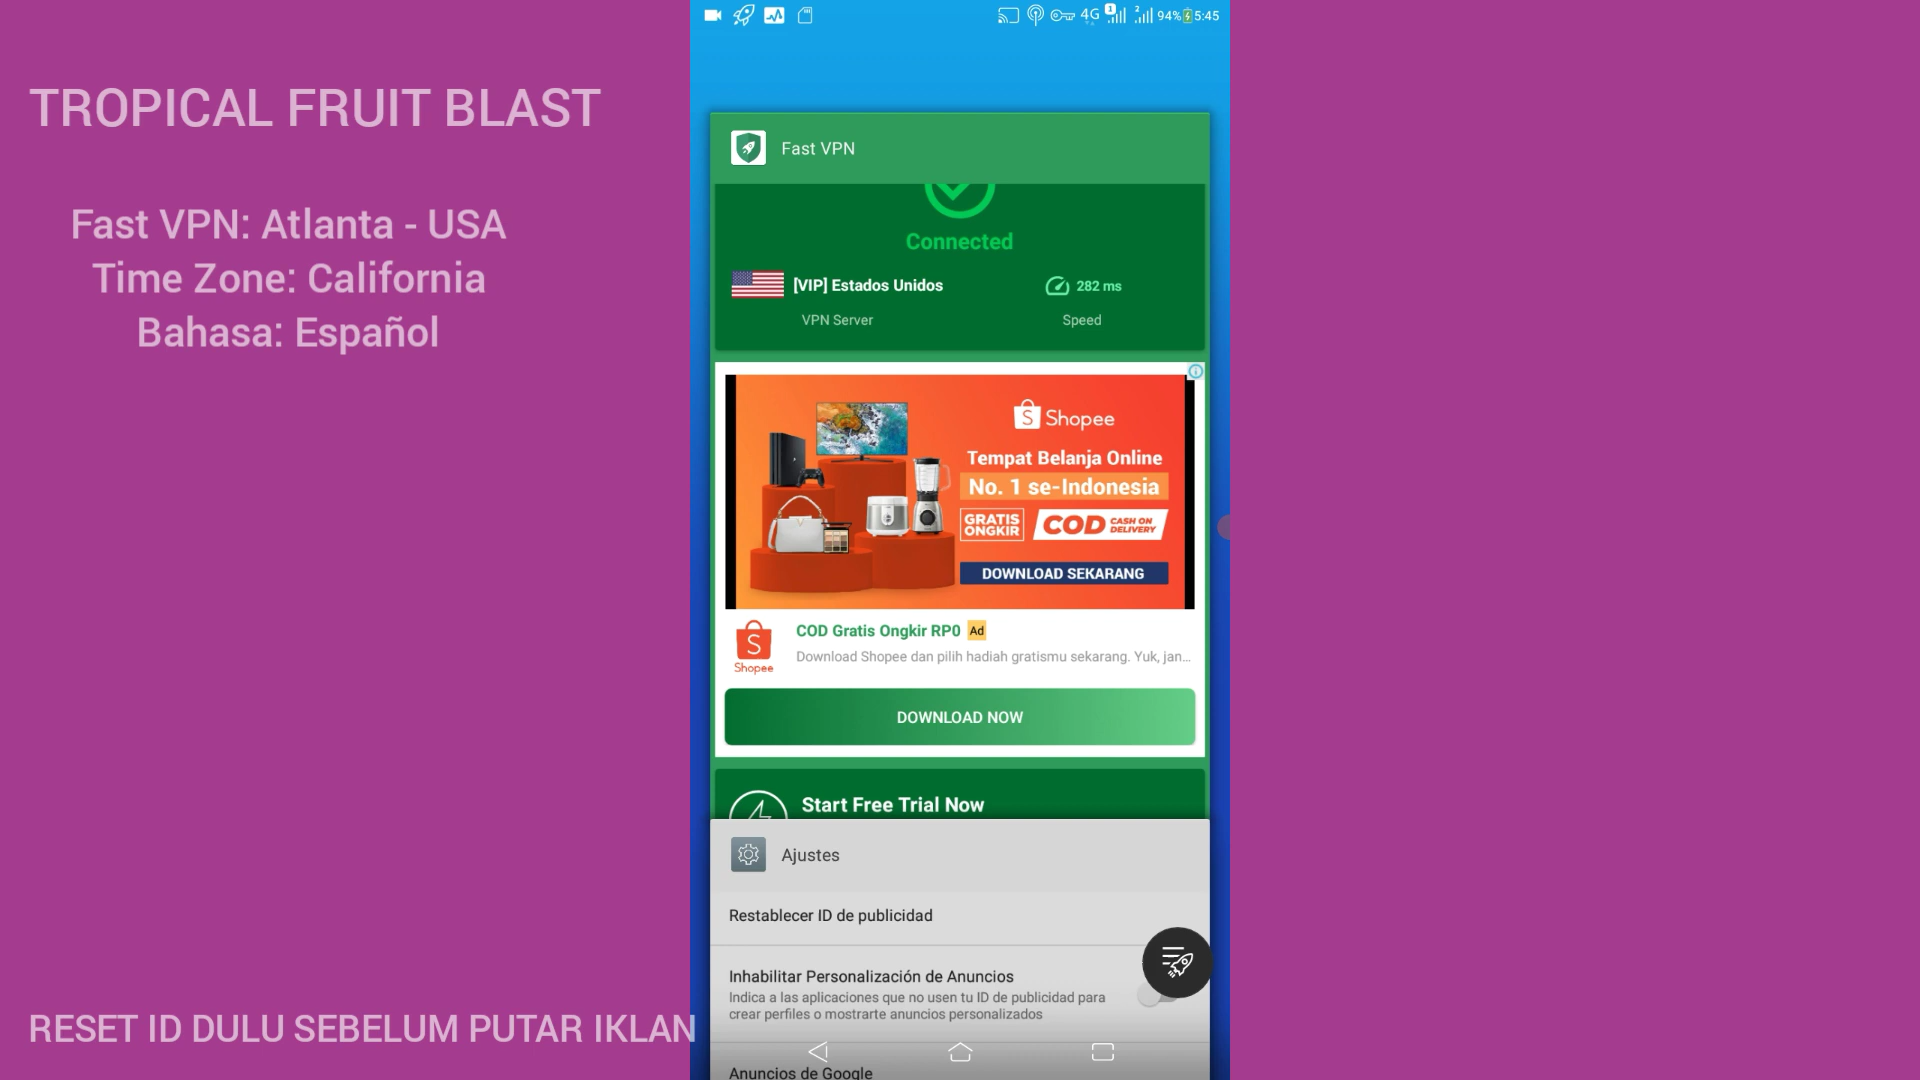 TROPICAL FRUIT BLAST
Fast VPN: Atlanta - USA
Time Zone: California
Bahasa: Español
RESET ID DULU SEBELUM PUTAR IKLAN
4G 1 2 94% 5:45
Fast VPN
Connected
[VIP] Estados Unidos
282 ms
VPN Server
Speed
S Shopee
Tempat Belanja Online
No. 1 se-Indonesia
GRATIS ONGKIR
COD CASH ON DELIVERY
DOWNLOAD SEKARANG
S
Shopee
COD Gratis Ongkir RP0 Ad
Download Shopee dan pilih hadiah gratismu sekarang. Yuk, jan...
DOWNLOAD NOW
Start Free Trial Now
Ajustes
Restablecer ID de publicidad
Inhabilitar Personalización de Anuncios
Indica a las aplicaciones que no usen tu ID de publicidad para
crear perfiles o mostrarte anuncios personalizados
Anuncios de Google